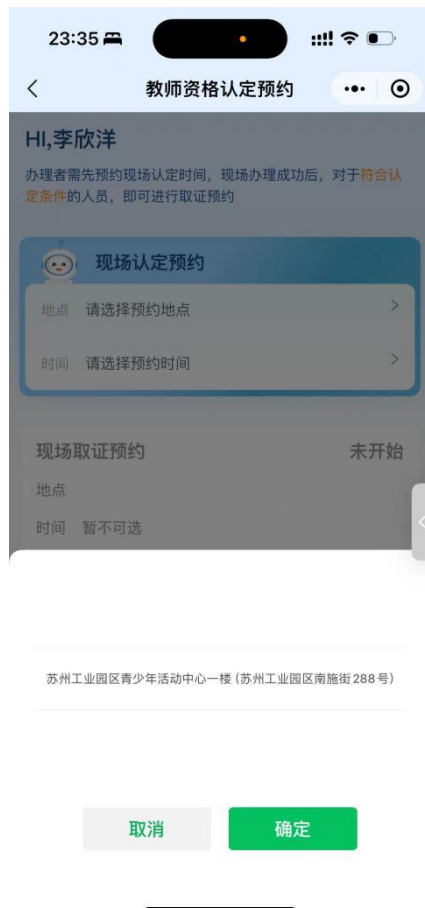 23:35
教师资格认定预约
HI,李欣洋
办理者需先预约现场认定时间，现场办理成功后，对于符合认
定条件的人员，即可进行取证预约
现场认定预约
地点 请选择预约地点
时间 请选择预约时间
现场取证预约 未开始
地点
时间 暂不可选
苏州工业园区青少年活动中心一楼 (苏州工业园区南施街288号)
取消 确定